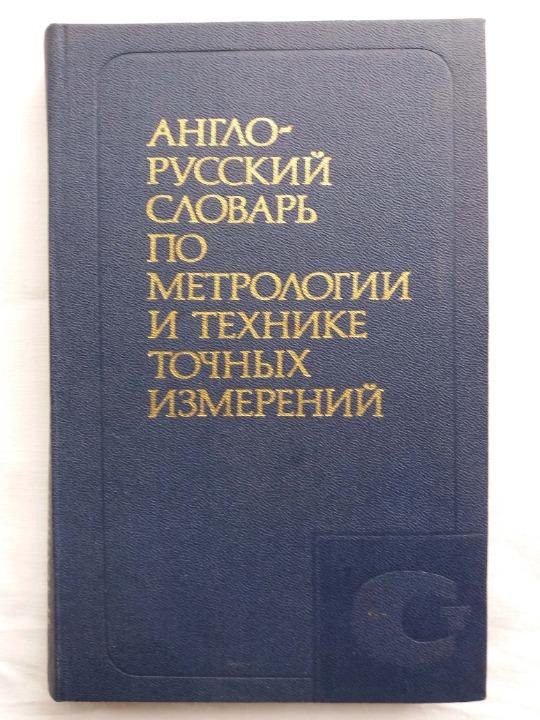 АНГЛО-
РУССКИЙ
СЛОВАРЬ
ПО
МЕТРОЛОГИИ
И ТЕХНИКЕ
ТОЧНЫХ
ИЗМЕРЕНИЙ